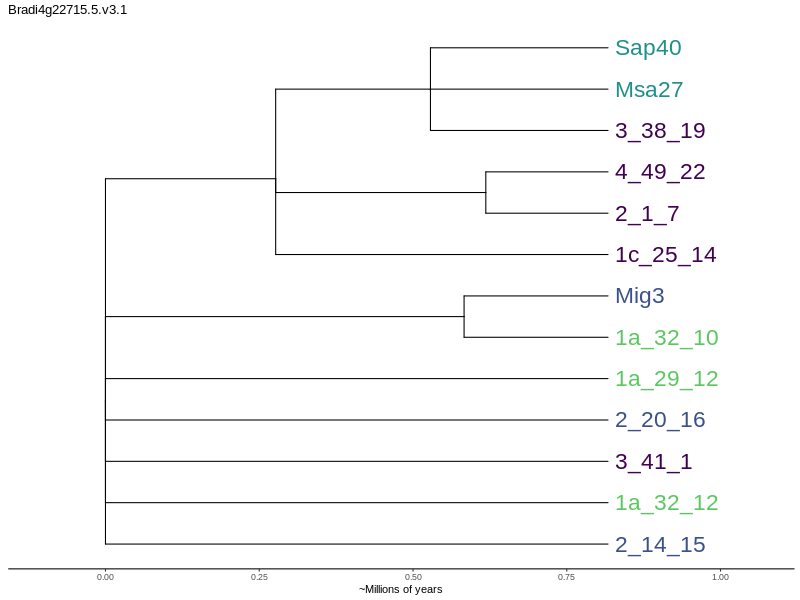 Bradi4g22715.5.v3.1
Sap40
Msa27
3_38_19
4_49_22
2_1_7
1c_25_14
Mig3
1a_32_10
1a_29_12
2_20_16
3_41_1
1a_32_12
2_14_15
0.00 0.25 0.50 0.75 1.00
~Millions of years